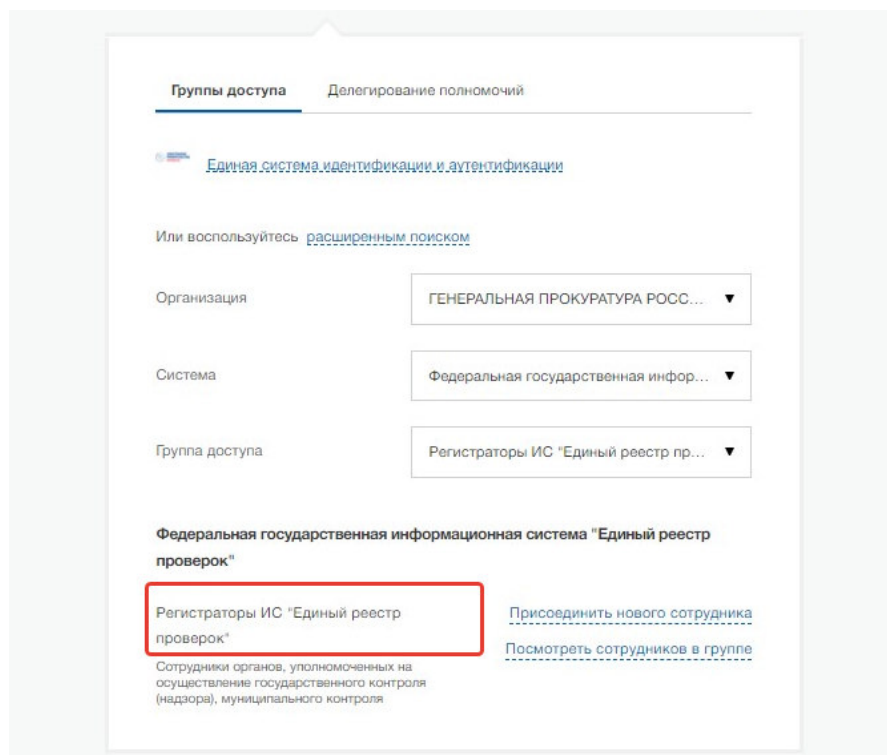 Группы доступа Делегирование полномочий
Единая система идентификации и аутентификации
Или воспользуйтесь расширенным поиском
Организация ГЕНЕРАЛЬНАЯ ПРОКУРАТУРА РОСС...
Система Федеральная государственная инфор...
Группа доступа Регистраторы ИС "Единый реестр пр...
Федеральная государственная информационная система "Единый реестр
проверок"
Регистраторы ИС "Единый реестр
проверок"
Присоединить нового сотрудника
Посмотреть сотрудников в группе
Сотрудники органов, уполномоченных на
осуществление государственного контроля
(надзора), муниципального контроля